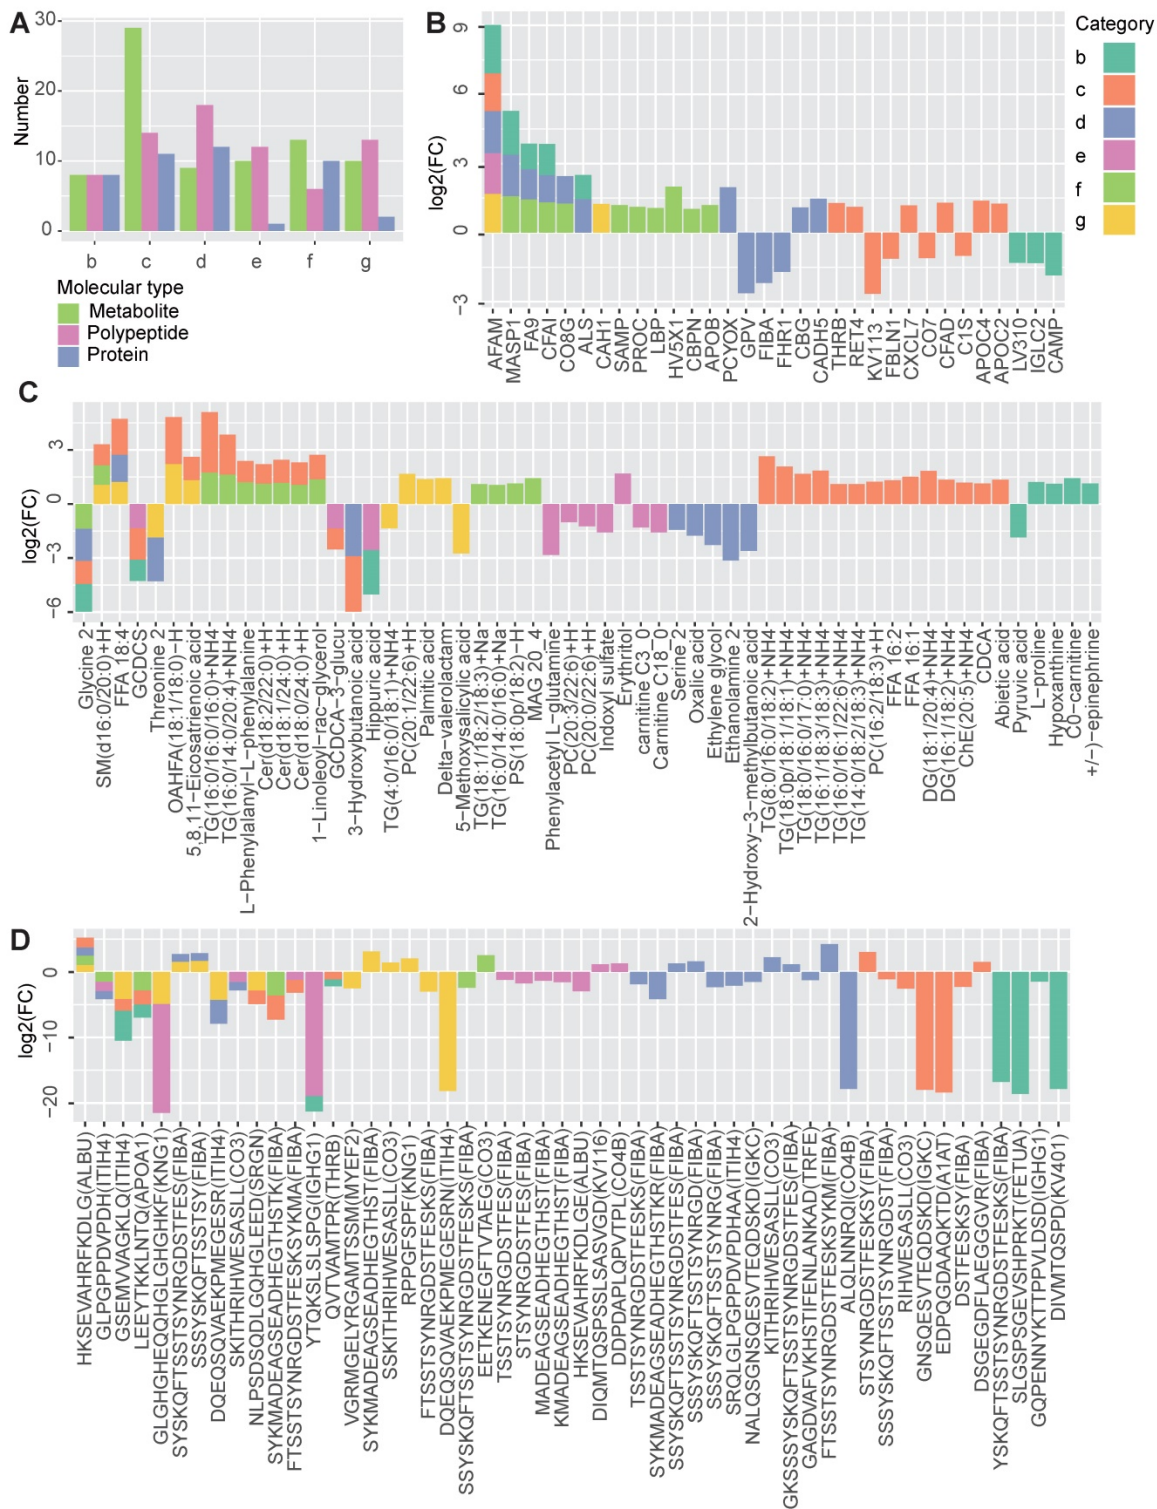 A
30
20
10
0
Number
b
c
d
e
f
g
Molecular type
Metabolite
Polypeptide
Protein
B
9
6
3
0
−3
log2(FC)
AFAM
MASP1
FA9
CFAI
CO8G
ALS
CAH1
SAMP
PROC
LBP
HV5X1
CBPN
APOB
PCYOX
GPV
FIBA
FHR1
CBG
CADH5
THRB
RET4
KV113
FBLN1
CXCL7
CO7
CFAD
C1S
APOC4
APOC2
LV310
IGLC2
CAMP
Category
b
c
d
e
f
g
C
3
0
−3
−6
log2(FC)
Glycine 2
SM(d16:0/20:0)+H
FFA 18:4
GCDCS
Threonine 2
OAHFA(18:1/18:0)−H
5,8,11−Eicosatrienoic acid
TG(16:0/16:0/16:0)+NH4
TG(16:0/14:0/20:4)+NH4
L−Phenylalanyl−L−phenylalanine
Cer(d18:2/22:0)+H
Cer(d18:1/24:0)+H
Cer(d18:0/24:0)+H
1−Linoleoyl−rac−glycerol
GCDCA−3−glucu
3−Hydroxybutanoic acid
Hippuric acid
TG(4:0/16:0/18:1)+NH4
PC(20:1/22:6)+H
Palmitic acid
Delta−valerolactam
5−Methoxysalicylic acid
TG(18:1/18:2/18:3)+Na
TG(16:0/14:0/16:0)+Na
PS(18:0p/18:2)−H
MAG 20_4
Phenylacetyl L−glutamine
PC(20:3/22:6)+H
PC(20:0/22:6)+H
Indoxyl sulfate
Erythritol
carnitine C3_0
Carnitine C18_0
Serine 2
Oxalic acid
Ethylene glycol
Ethanolamine 2
2−Hydroxy−3−methylbutanoic acid
TG(8:0/16:0/18:2)+NH4
TG(18:0p/18:1/18:1)+NH4
TG(16:0/16:0/17:0)+NH4
TG(16:1/18:3/18:3)+NH4
TG(16:0/16:1/22:6)+NH4
TG(14:0/18:2/18:3)+NH4
PC(16:2/18:3)+H
FFA 16:2
FFA 16:1
DG(18:1/20:4)+NH4
DG(16:1/18:2)+NH4
ChE(20:5)+NH4
CDCA
Abietic acid
Pyruvic acid
L−proline
Hypoxanthine
C0−carnitine
+/−)−epinephrine
D
0
−10
−20
log2(FC)
HKSEVAHRFKDLG(ALBU)
GLPGPPDVPDH(ITIH4)
GSEMVVAGKLQ(ITIH4)
LEEYTKKLNTQ(APOA1)
GLGHGHEQQHGLGHGHKF(KNG1)
SYSKQFTSSTSYNRGDSTFES(FIBA)
SSSYSKQFTSSTSY(FIBA)
DQEQSQVAEKPMEGESR(ITIH4)
SKITHRIHWESASLL(CO3)
NLPSDSQDLGQHGLEED(SRGN)
SYKMADEAGSEADHEGTHSTK(FIBA)
FTSSTSYNRGDSTFESKSYKMA(FIBA)
YTQKSLSLSPG(IGHG1)
QVTVAMTPR(THRB)
VGRMGELYRGAMTSSM(MYEF2)
SYKMADEAGSEADHEGTHST(FIBA)
SSKITHRIHWESASLL(CO3)
RPPGFSPF(KNG1)
FTSSTSYNRGDSTFESKS(FIBA)
DQEQSQVAEKPMEGESRN(ITIH4)
SSYSKQFTSSTSYNRGDSTFESKS(FIBA)
EETKENEGFTVTAEG(CO3)
TSSTSYNRGDSTFES(FIBA)
STSYNRGDSTFES(FIBA)
MADEAGSEADHEGTHST(FIBA)
KMADEAGSEADHEGTHST(FIBA)
HKSEVAHRFKDLGE(ALBU)
DIQMTQSPSSLSASVGD(KV116)
DDPDAPLQPVTPL(CO4B)
TSSTSYNRGDSTFESKS(FIBA)
SYKMADEAGSEADHEGTHSTKR(FIBA)
SSYSKQFTSSTSYNRGDSTFES(FIBA)
SSSYSKQFTSSTSYNRGD(FIBA)
SSSYSKQFTSSTSYNRG(FIBA)
SRQLGLPGPPDVPDHAA(ITIH4)
NALQSGNSQESVTEQDSKD(IGKC)
KITHRIHWESASLL(CO3)
GKSSSYSKQFTSSTSYNRGDSTFES(FIBA)
GAGDVAFVKHSTIFENLANKAD(TRFE)
FTSSTSYNRGDSTFESKSYKM(FIBA)
ALQLNNRQI(CO4B)
STSYNRGDSTFESKSY(FIBA)
SSSYSKQFTSSTSYNRGDST(FIBA)
RIHWESASLL(CO3)
GNSQESVTEQDSKD(IGKC)
EDPQGDAAQKTD(A1AT)
DSTFESKSY(FIBA)
DSGEGDFLAEGGGVR(FIBA)
YSKQFTSSTSYNRGDSTFESKS(FIBA)
SLGSPSGEVSHPRKT(FETUA)
GQPENNYKTTPPVLDSD(IGHG1)
DIVMTQSPD(KV401)